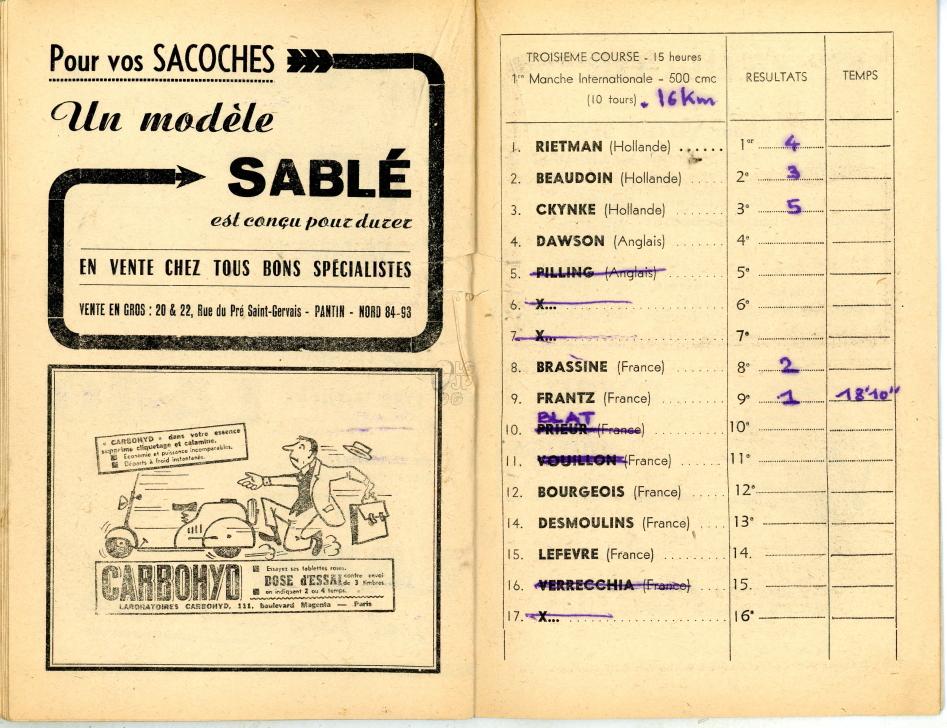 Pour vos SACOCHES
Un modèle
SABLÉ
est conçu pour durer
EN VENTE CHEZ TOUS BONS SPÉCIALISTES
VENTE EN GROS : 20 & 22, Rue du Pré Saint-Gervais - PANTIN - NORD 84-93
« CARBOHYD » dans votre essence
supprime cliquetage et calamine.
Économie et puissance incomparables.
Départs à froid instantanés.
CARBOHYD
Essayez ses tablettes roses.
DOSE d'ESSAI contre envoi de 3 timbres.
en indiquent 2 ou 4 temps.
LABORATOIRES CARBOHYD, 111, boulevard Magenta — Paris
TROISIEME COURSE - 15 heures
1re Manche Internationale - 500 cmc
(10 tours) . 16 Km
RESULTATS
TEMPS
1. RIETMAN (Hollande) ...... 1er 4
2. BEAUDOIN (Hollande) ...... 2e 3
3. CKYNKE (Hollande) ...... 3e 5
4. DAWSON (Anglais) ...... 4e
5. PILLING (Anglais) ...... 5e
6. X... 6e
7. X... 7e
8. BRASSINE (France) ...... 8e 2
9. FRANTZ (France) ...... 9e 1 18'10"
BLAT
10. PRIEUR (France) ...... 10e
11. VOUILLON (France) ...... 11e
12. BOURGEOIS (France) ...... 12e
14. DESMOULINS (France) .... 13e
15. LEFEVRE (France) ...... 14.
16. VERRECCHIA (France) .... 15.
17. X... 16e